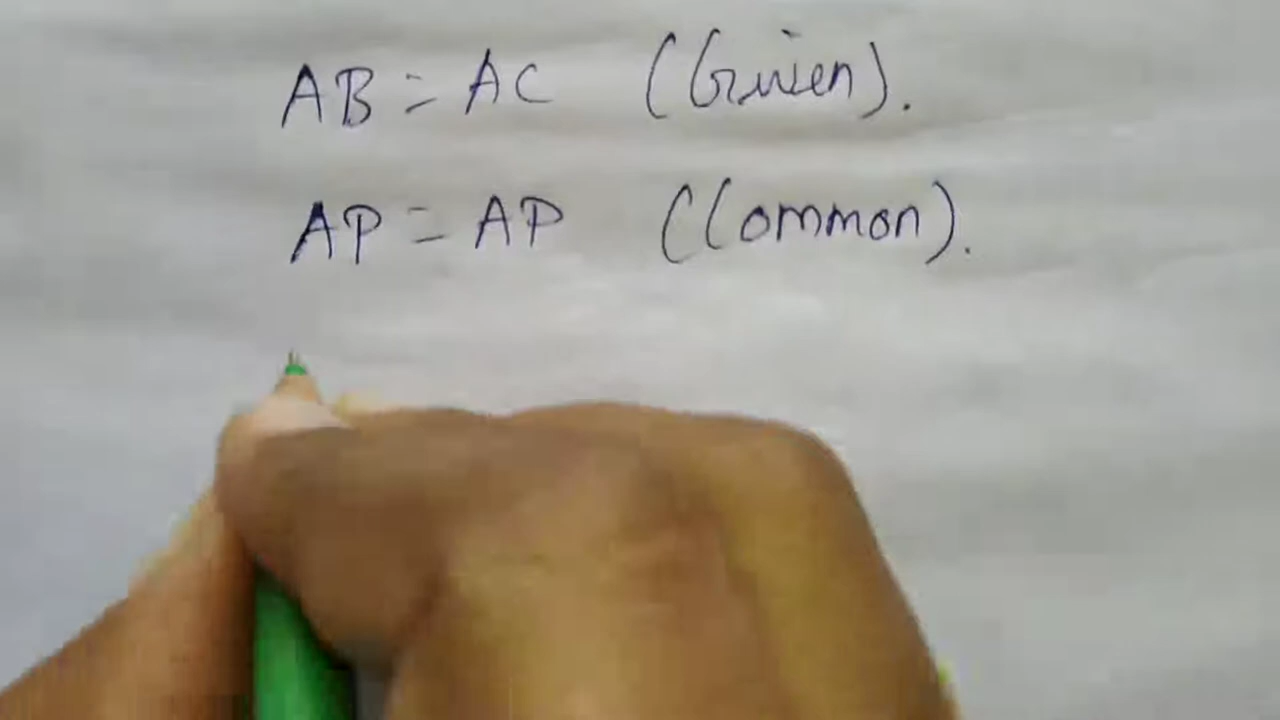 AB = AC (Given).
AP = AP (Common).